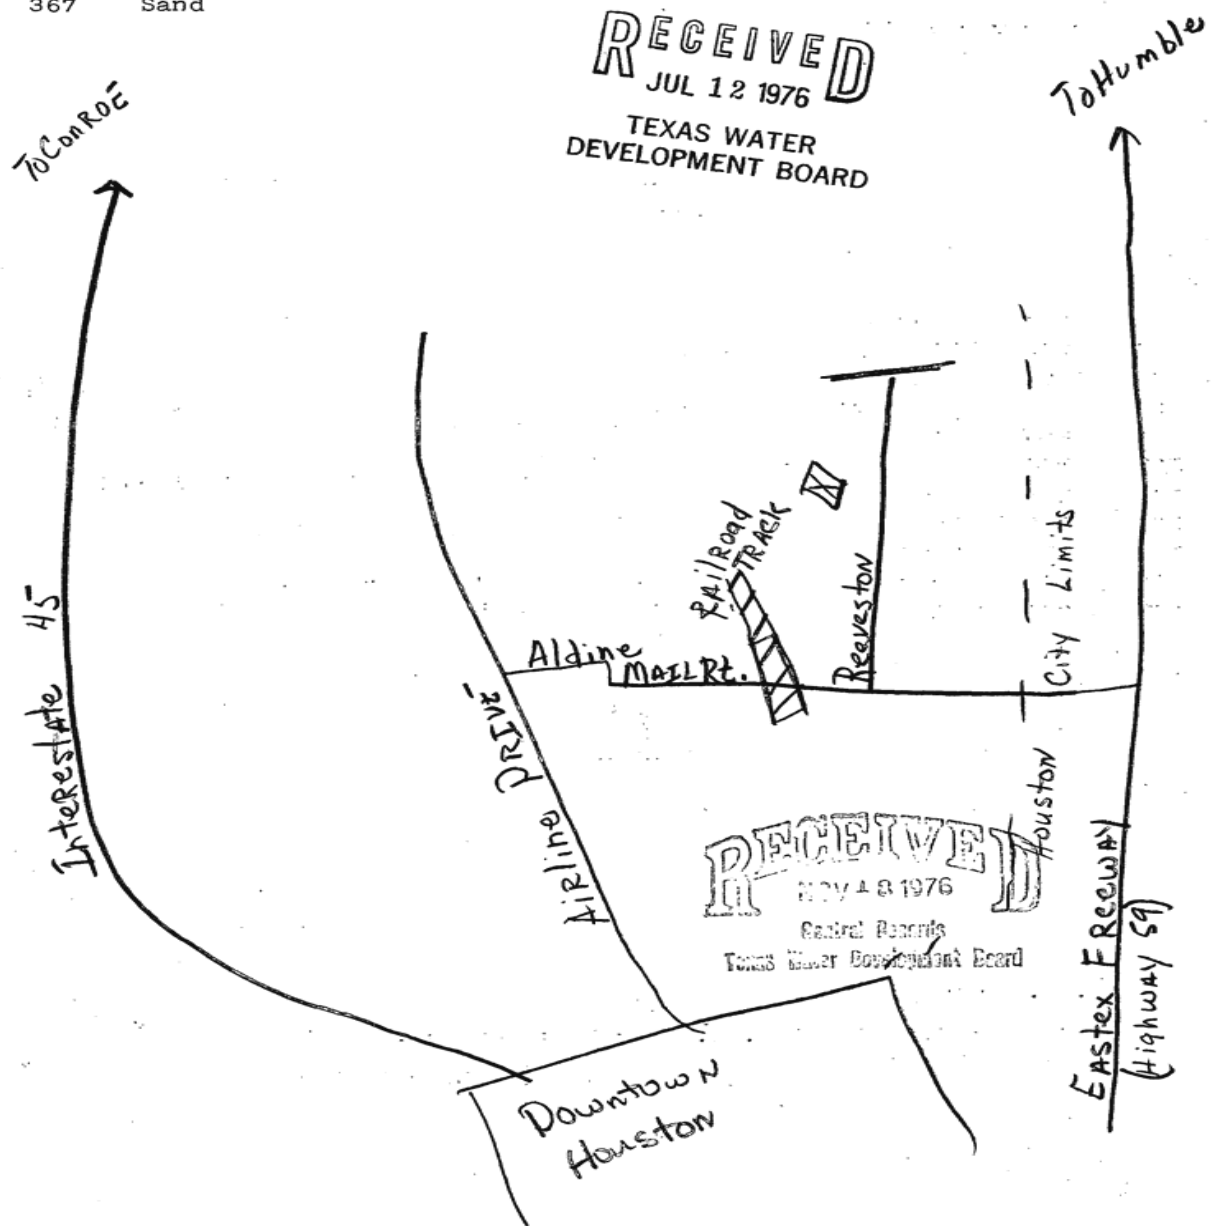 367 Sand
RECEIVED
JUL 12 1976
TEXAS WATER
DEVELOPMENT BOARD
To Humble
To Conroe
Railroad
Track
City Limits
Reaveston
Aldine
Mail Rt.
Interestate 45
Airline Drive
Houston
RECEIVED
1976
Central Records
Texas Water Development Board
Eastex Freeway
(Highway 59)
Downtown
Houston